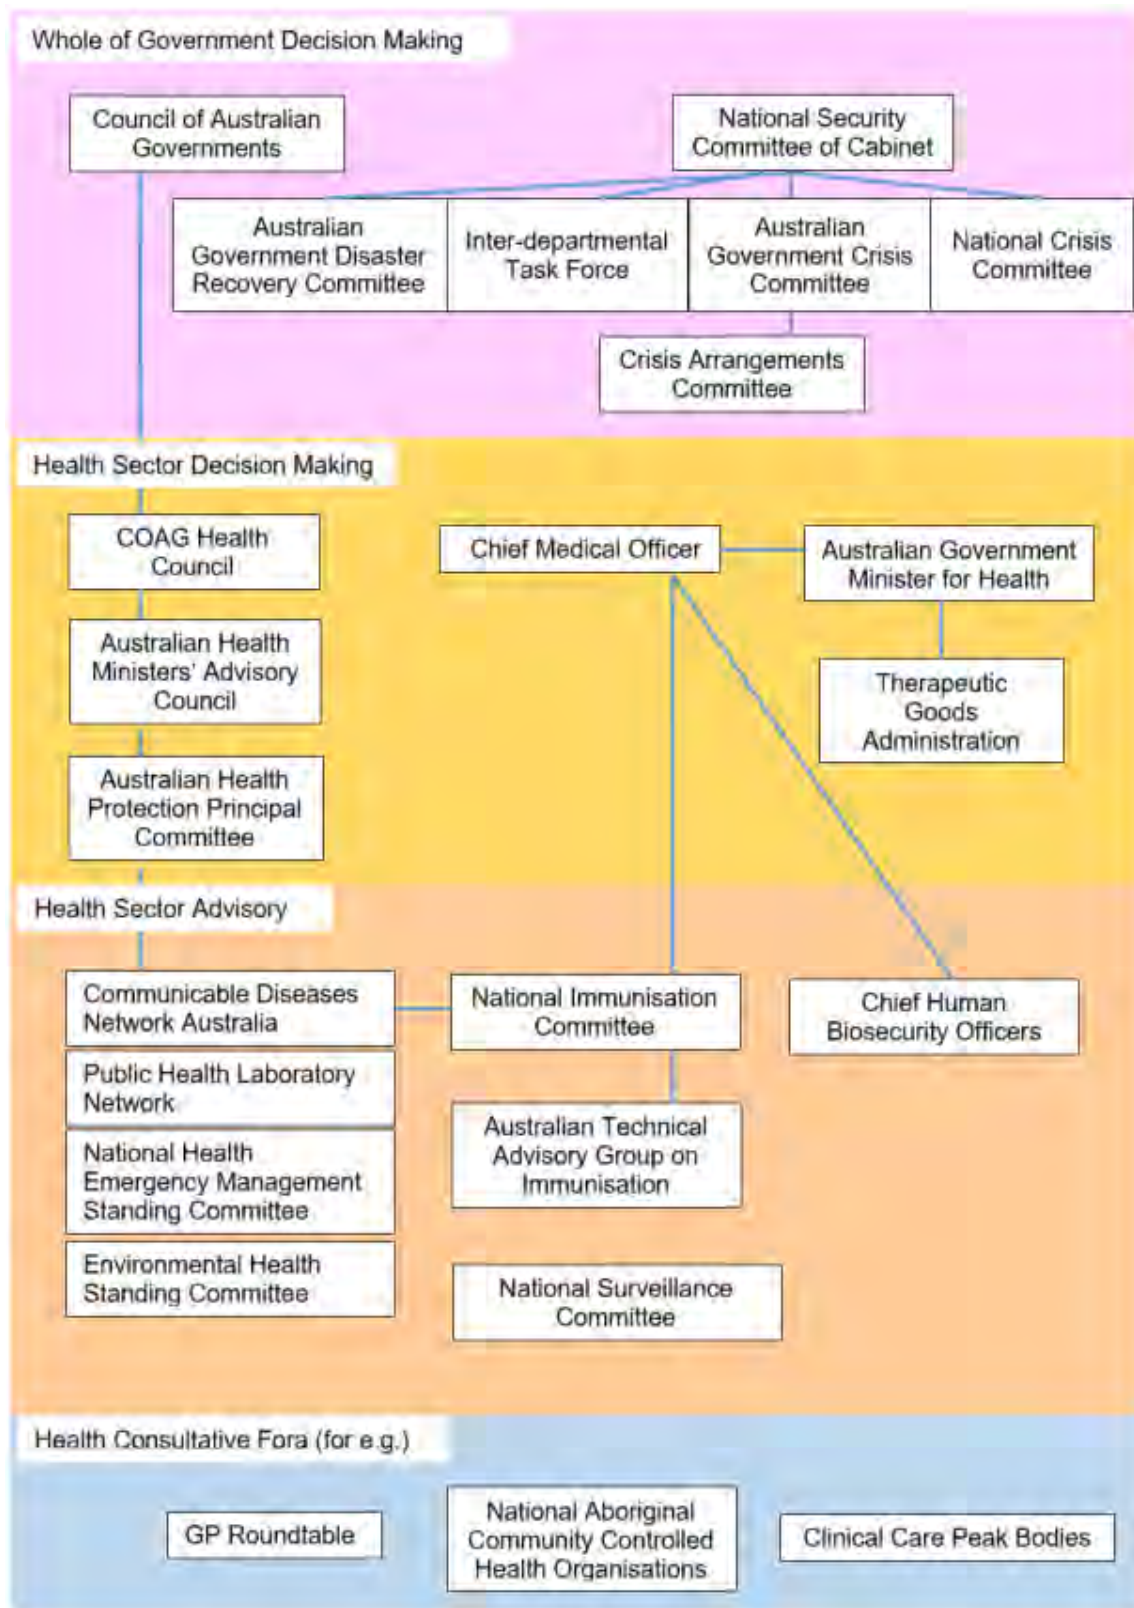 Whole of Government Decision Making
Council of Australian
Governments
National Security
Committee of Cabinet
Australian
Government Disaster
Recovery Committee
Inter-departmental
Task Force
Australian
Government Crisis
Committee
National Crisis
Committee
Crisis Arrangements
Committee
Health Sector Decision Making
COAG Health
Council
Chief Medical Officer
Australian Government
Minister for Health
Australian Health
Ministers' Advisory
Council
Therapeutic
Goods
Administration
Australian Health
Protection Principal
Committee
Health Sector Advisory
Communicable Diseases
Network Australia
National Immunisation
Committee
Chief Human
Biosecurity Officers
Public Health Laboratory
Network
Australian Technical
Advisory Group on
Immunisation
National Health
Emergency Management
Standing Committee
Environmental Health
Standing Committee
National Surveillance
Committee
Health Consultative Fora (for e.g.)
GP Roundtable
National Aboriginal
Community Controlled
Health Organisations
Clinical Care Peak Bodies